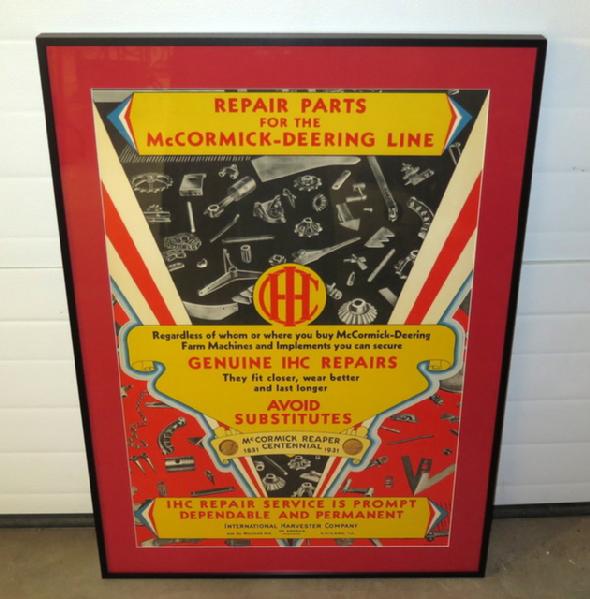 REPAIR PARTS
FOR THE
McCORMICK-DEERING LINE
IHC
Regardless of whom or where you buy McCormick-Deering
Farm Machines and Implements you can secure
GENUINE IHC REPAIRS
They fit closer, wear better
and last longer
AVOID
SUBSTITUTES
McCORMICK REAPER
CENTENNIAL
1831 1931
IHC REPAIR SERVICE IS PROMPT
DEPENDABLE AND PERMANENT
INTERNATIONAL HARVESTER COMPANY
OF AMERICA